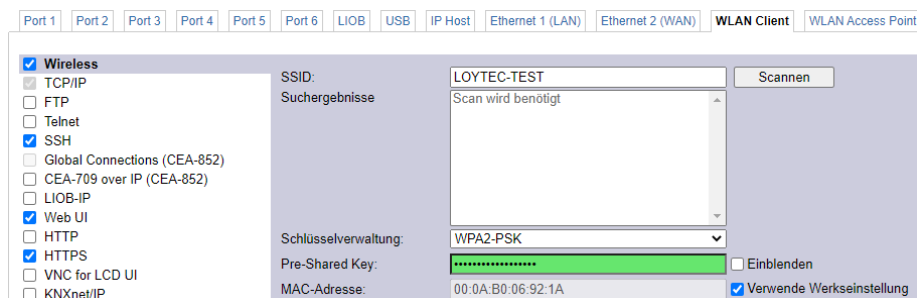 Port 1 Port 2 Port 3 Port 4 Port 5 Port 6 LIOB USB IP Host Ethernet 1 (LAN) Ethernet 2 (WAN) WLAN Client WLAN Access Point
Wireless
TCP/IP
FTP
Telnet
SSH
Global Connections (CEA-852)
CEA-709 over IP (CEA-852)
LIOB-IP
Web UI
HTTP
HTTPS
VNC for LCD UI
KNXnet/IP
SSID: LOYTEC-TEST Scannen
Suchergebnisse Scan wird benötigt
Schlüsselverwaltung: WPA2-PSK
Pre-Shared Key: •••••••••••••••••• Einblenden
MAC-Adresse: 00:0A:B0:06:92:1A Verwende Werkseinstellung